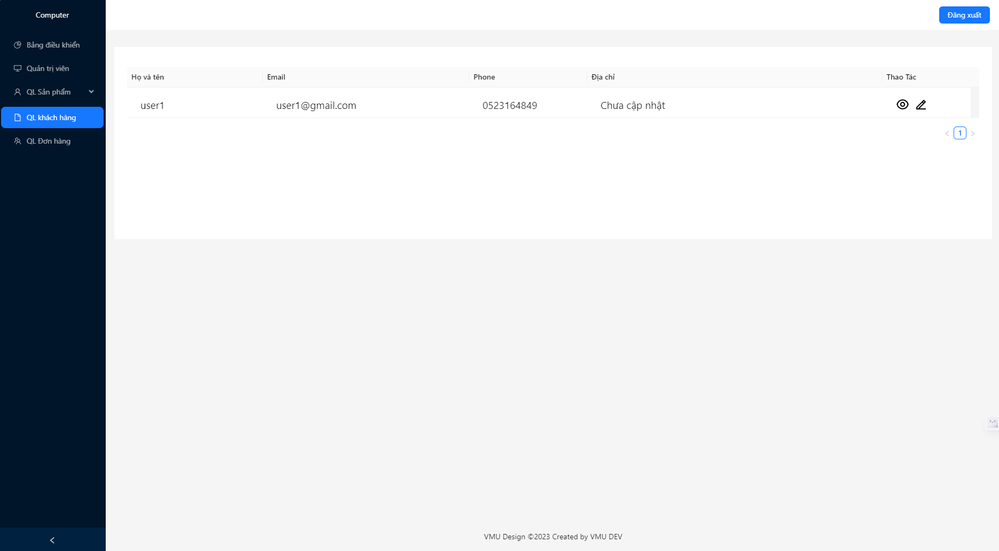 Computer
Đăng xuất
Bảng điều khiển
Quản trị viên
QL Sản phẩm
QL khách hàng
QL Đơn hàng
Họ và tên Email Phone Địa chỉ Thao Tác
user1 user1@gmail.com 0523164849 Chưa cập nhật
1
VMU Design ©2023 Created by VMU DEV